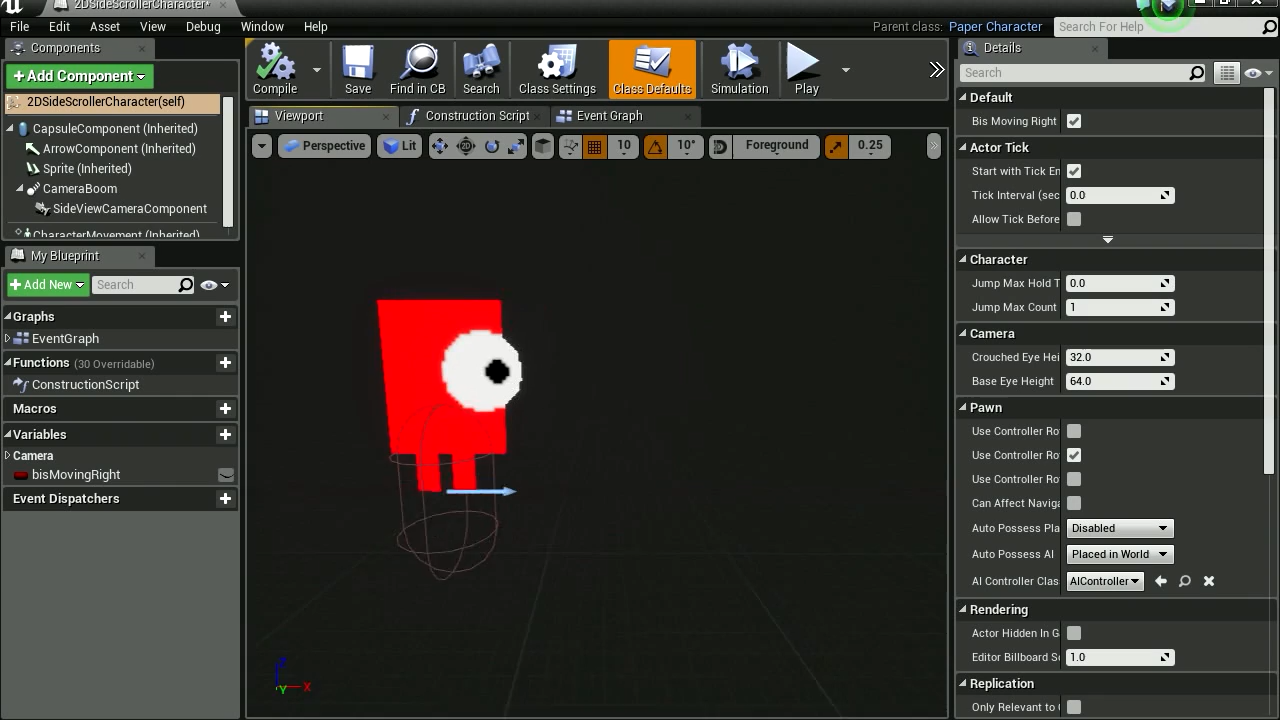 2DSideScrollerCharacter*
File Edit Asset View Debug Window Help
Parent class: Paper Character
Search For Help
Components
+ Add Component
2DSideScrollerCharacter(self)
CapsuleComponent (Inherited)
ArrowComponent (Inherited)
Sprite (Inherited)
CameraBoom
SideViewCameraComponent
CharacterMovement (Inherited)
My Blueprint
+ Add New
Search
Graphs
EventGraph
Functions (30 Overridable)
ConstructionScript
Macros
Variables
Camera
bisMovingRight
Event Dispatchers
Compile
Save
Find in CB
Search
Class Settings
Class Defaults
Simulation
Play
Viewport
Construction Script
Event Graph
Perspective
Lit
10
10°
Foreground
0.25
Z
Y
X
Details
Search
Default
Bis Moving Right
Actor Tick
Start with Tick En
Tick Interval (sec
0.0
Allow Tick Before
Character
Jump Max Hold T
0.0
Jump Max Count
1
Camera
Crouched Eye Hei
32.0
Base Eye Height
64.0
Pawn
Use Controller Ro
Use Controller Ro
Use Controller Ro
Can Affect Naviga
Auto Possess Pla
Disabled
Auto Possess AI
Placed in World
AI Controller Clas
AIController
Rendering
Actor Hidden In G
Editor Billboard Sc
1.0
Replication
Only Relevant to